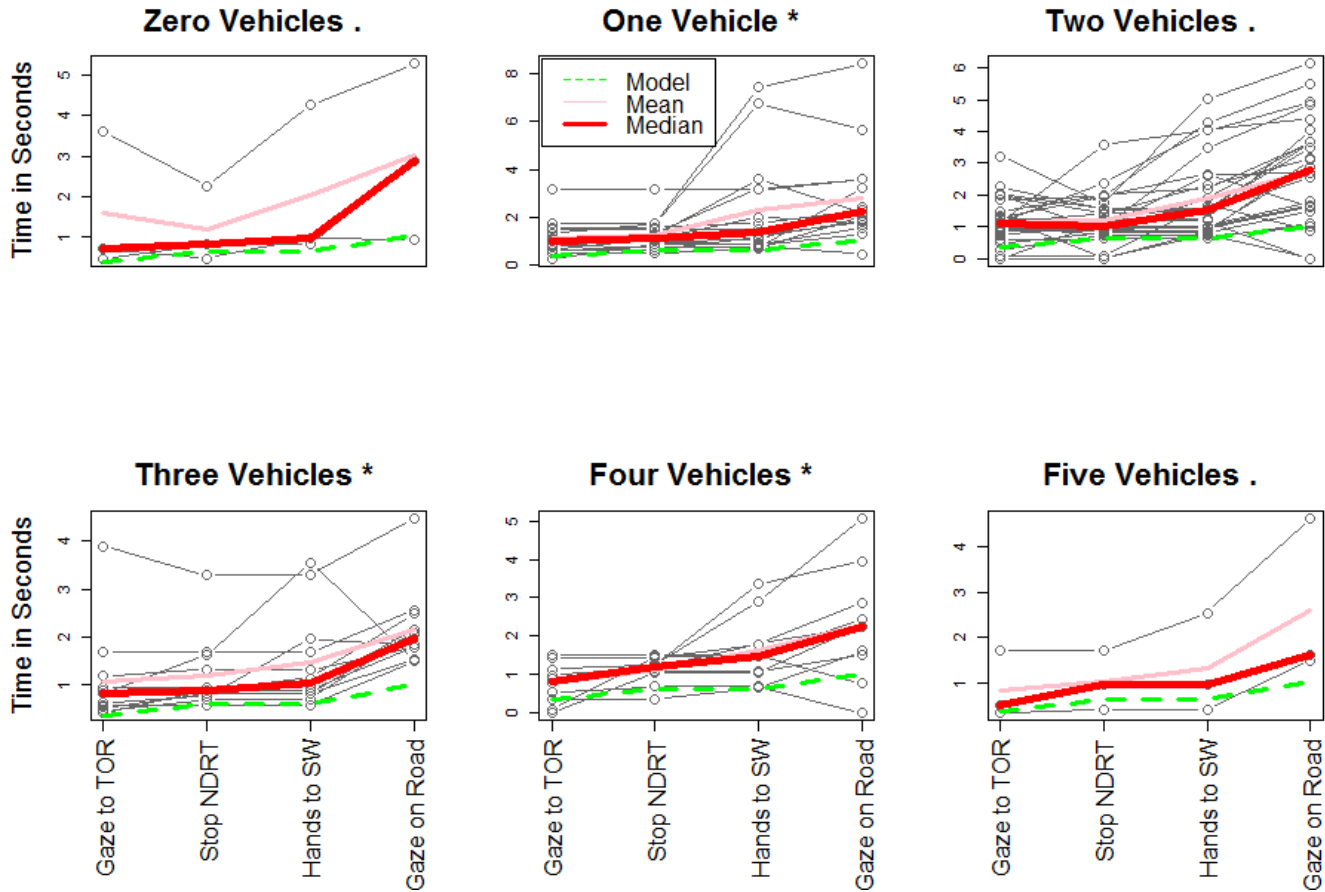 Zero Vehicles .
One Vehicle *
Two Vehicles .
Time in Seconds
1
2
3
4
5
0
2
4
6
8
Model
Mean
Median
0
1
2
3
4
5
6
Three Vehicles *
Four Vehicles *
Five Vehicles .
Time in Seconds
1
2
3
4
0
1
2
3
4
5
1
2
3
4
Gaze to TOR
Stop NDRT
Hands to SW
Gaze on Road
Gaze to TOR
Stop NDRT
Hands to SW
Gaze on Road
Gaze to TOR
Stop NDRT
Hands to SW
Gaze on Road